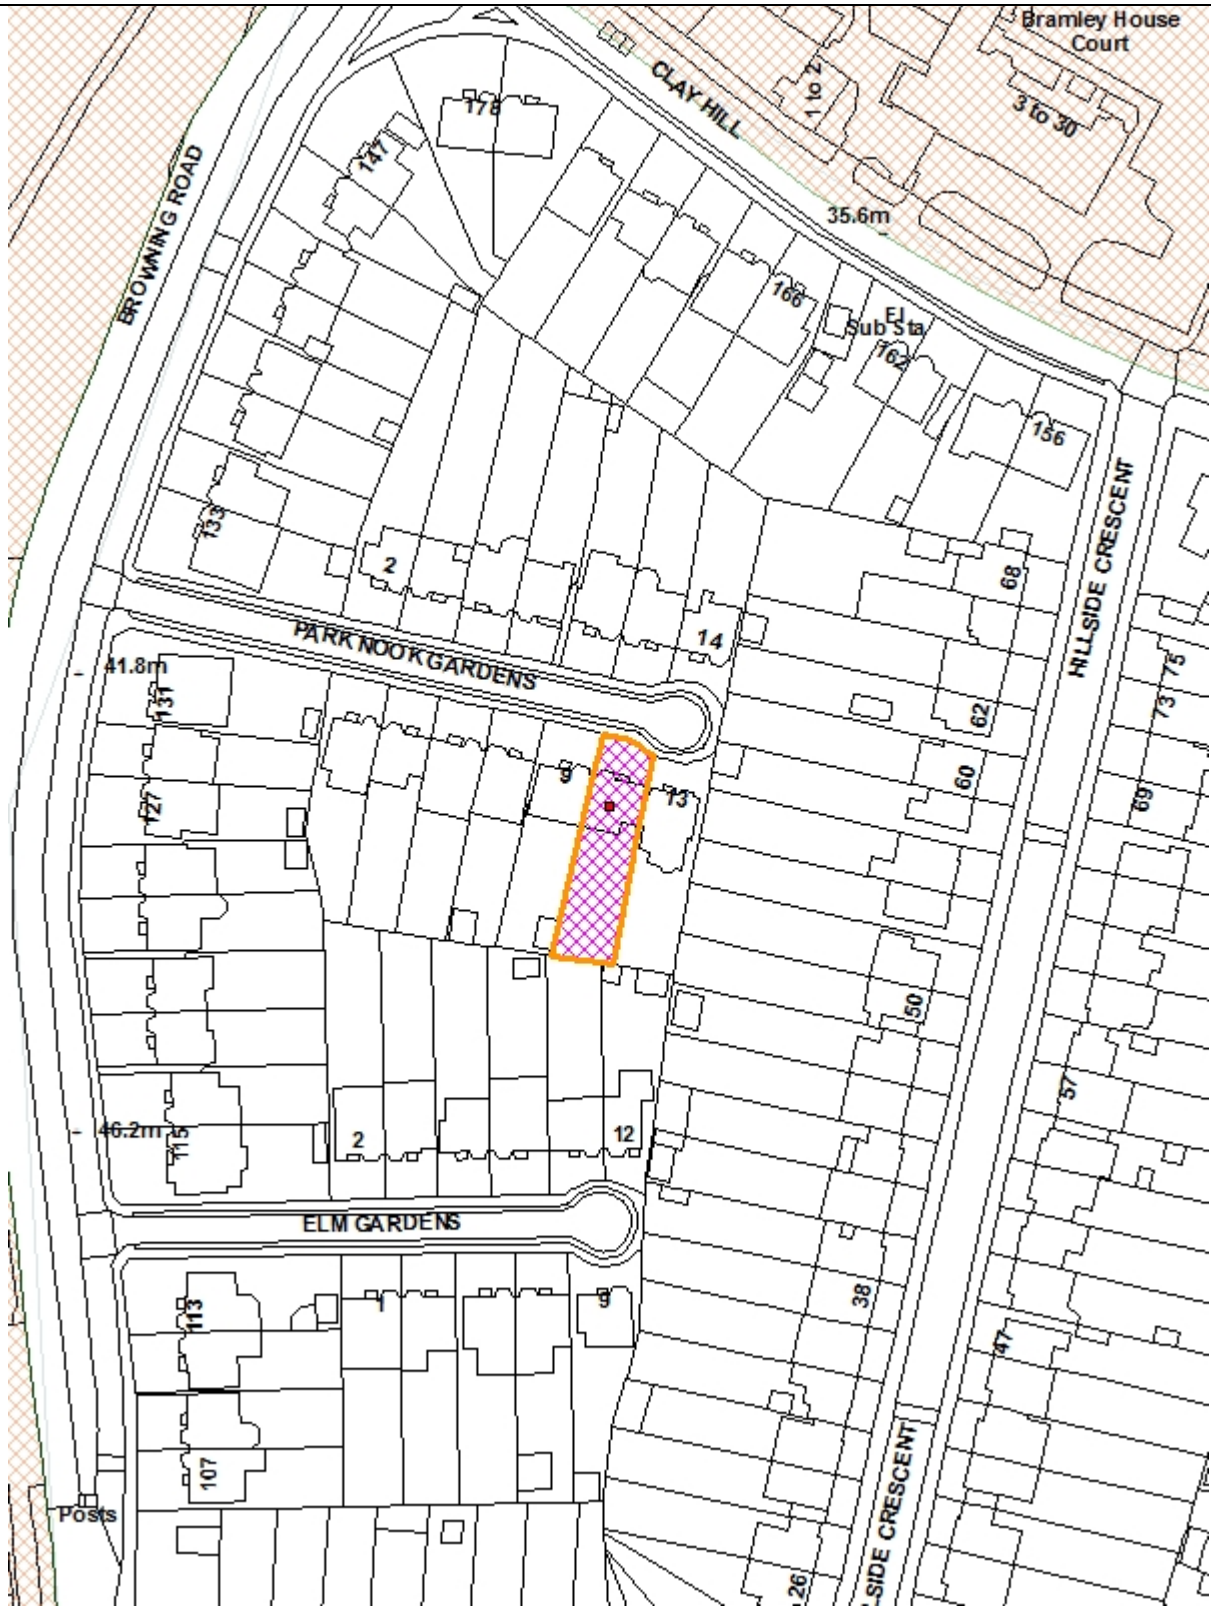 Bramley House
Court
CLAY HILL
1 to 2
3 to 30
178
147
BROWNING ROAD
35.6m
166
El
Sub Sta
162
156
HILLSIDE CRESCENT
133
2
68
14
PARK NOOK GARDENS
41.8m
131
75
73
62
9
13
60
69
127
50
57
46.2m
115
2
12
ELM GARDENS
113
1
9
38
47
107
Posts
26
LSIDE CRESCENT